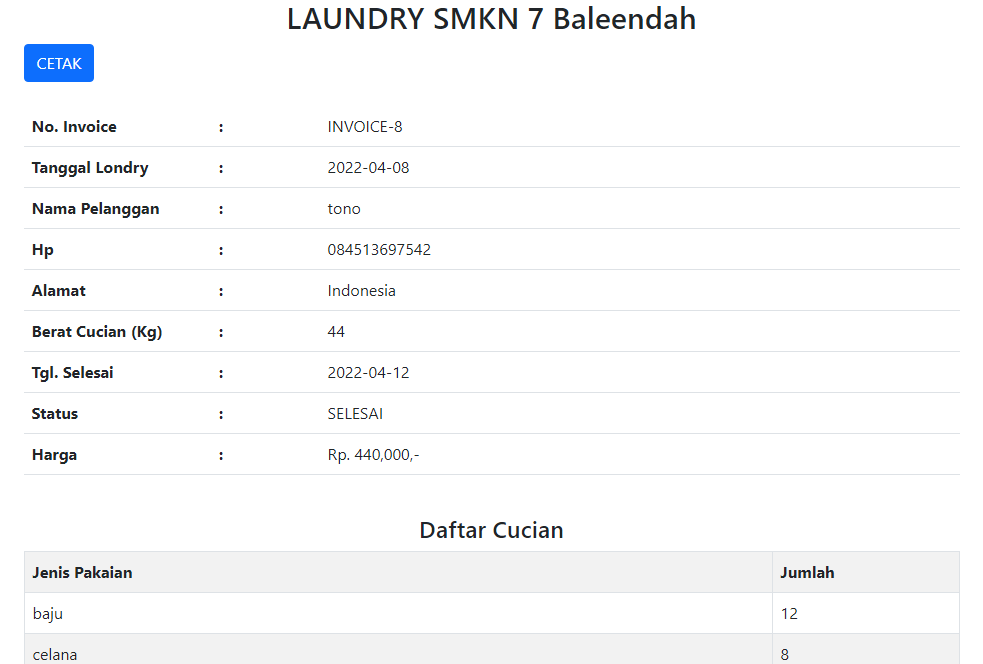 LAUNDRY SMKN 7 Baleendah
CETAK
No. Invoice : INVOICE-8
Tanggal Londry : 2022-04-08
Nama Pelanggan : tono
Hp : 084513697542
Alamat : Indonesia
Berat Cucian (Kg) : 44
Tgl. Selesai : 2022-04-12
Status : SELESAI
Harga : Rp. 440,000,-
Daftar Cucian
Jenis Pakaian Jumlah
baju 12
celana 8